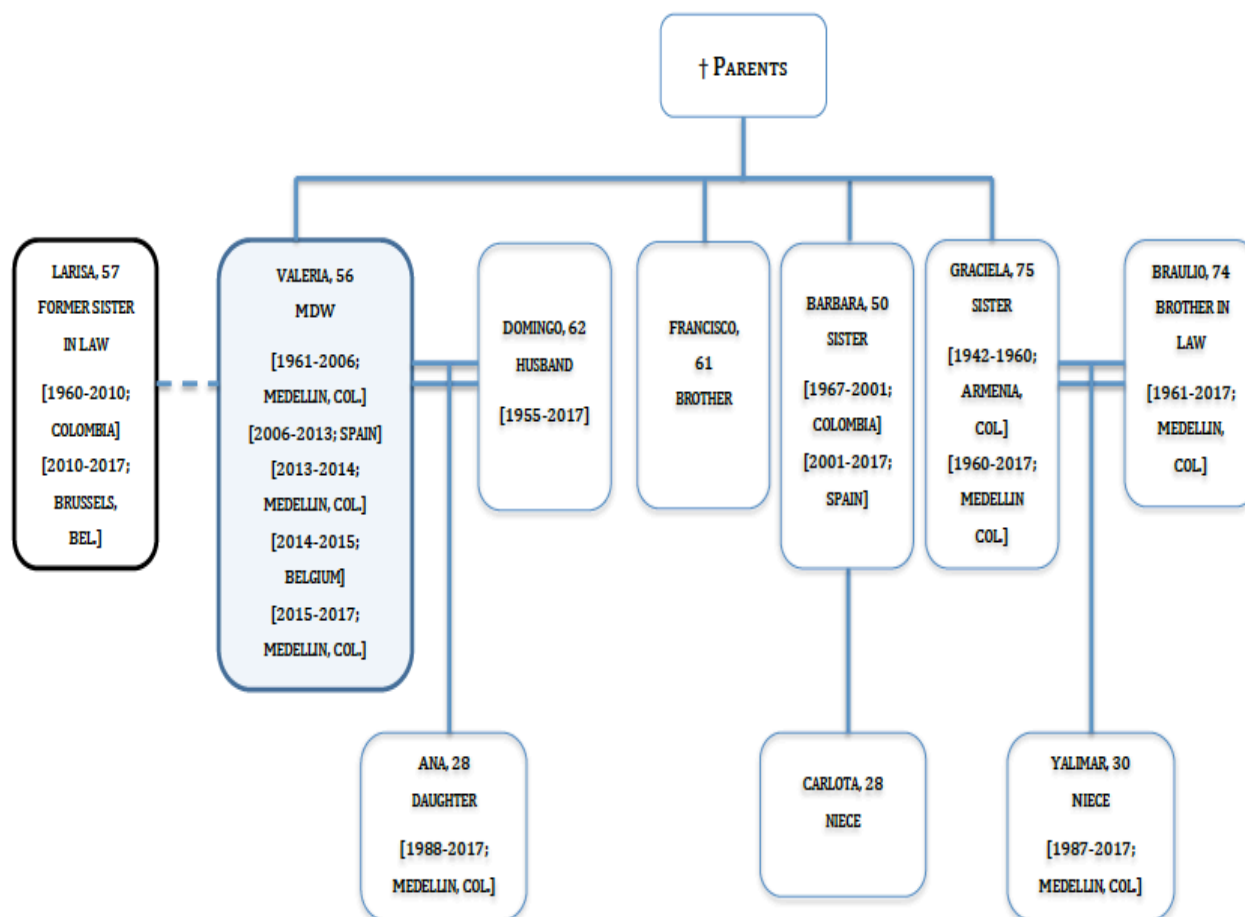 † PARENTS
LARISA, 57
FORMER SISTER
IN LAW
[1960-2010;
COLOMBIA]
[2010-2017;
BRUSSELS,
BEL.]
VALERIA, 56
MDW
[1961-2006;
MEDELLIN, COL.]
[2006-2013; SPAIN]
[2013-2014;
MEDELLIN, COL.]
[2014-2015;
BELGIUM]
[2015-2017;
MEDELLIN, COL.]
DOMINGO, 62
HUSBAND
[1955-2017]
FRANCISCO,
61
BROTHER
BARBARA, 50
SISTER
[1967-2001;
COLOMBIA]
[2001-2017;
SPAIN]
GRACIELA, 75
SISTER
[1942-1960;
ARMENIA,
COL.]
[1960-2017;
MEDELLIN
COL.]
BRAULIO, 74
BROTHER IN
LAW
[1961-2017;
MEDELLIN,
COL.]
ANA, 28
DAUGHTER
[1988-2017;
MEDELLIN, COL.]
CARLOTA, 28
NIECE
YALIMAR, 30
NIECE
[1987-2017;
MEDELLIN, COL.]